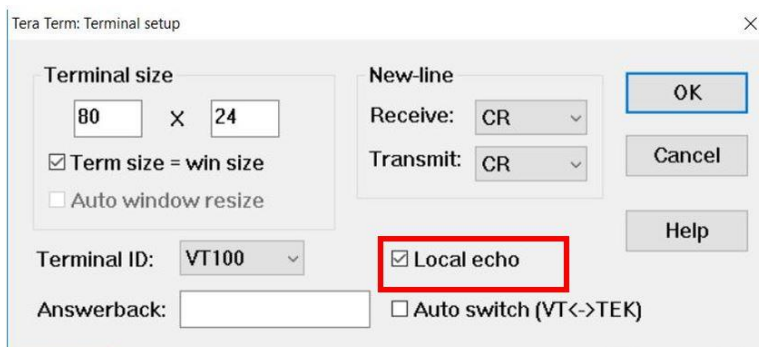 Tera Term: Terminal setup
Terminal size
80 X 24
Term size = win size
Auto window resize
New-line
Receive: CR
Transmit: CR
OK
Cancel
Help
Terminal ID: VT100
Local echo
Answerback:
Auto switch (VT<->TEK)